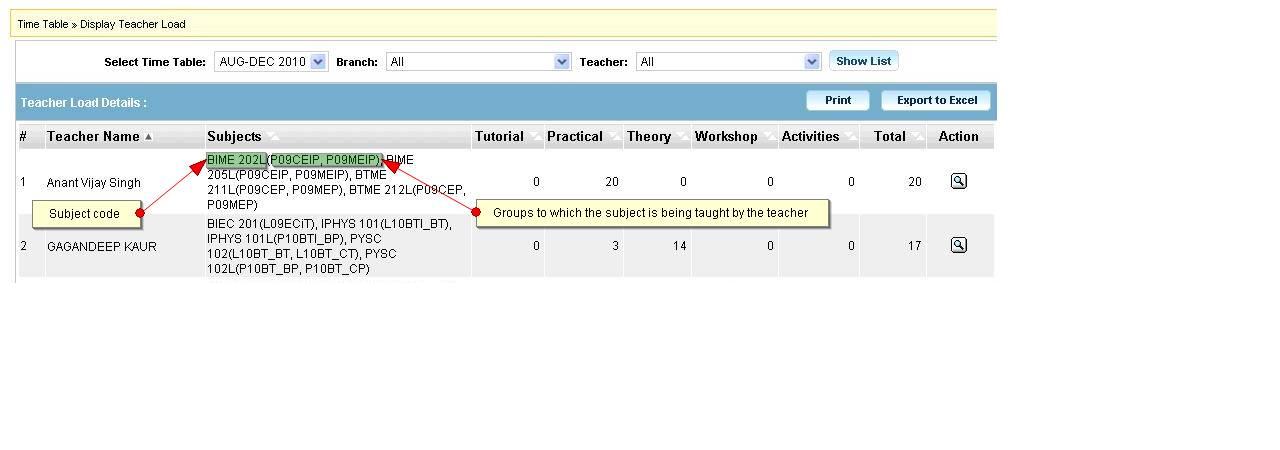 Time Table » Display Teacher Load
Select Time Table: AUG-DEC 2010 Branch: All Teacher: All Show List
Teacher Load Details : Print Export to Excel
# Teacher Name Subjects Tutorial Practical Theory Workshop Activities Total Action
1 Anant Vijay Singh
BIME 202L(P09CEIP, P09MEIP), BIME
205L(P09CEIP, P09MEIP), BTME
211L(P09CEP, P09MEP), BTME 212L(P09CEP,
P09MEP)
0 20 0 0 0 20
Subject code
Groups to which the subject is being taught by the teacher
2 GAGANDEEP KAUR
BIEC 201(L09ECiT), IPHYS 101(L10BTI_BT),
IPHYS 101L(P10BTI_BP), PYSC
102(L10BT_BT, L10BT_CT), PYSC
102L(P10BT_BP, P10BT_CP)
0 3 14 0 0 17